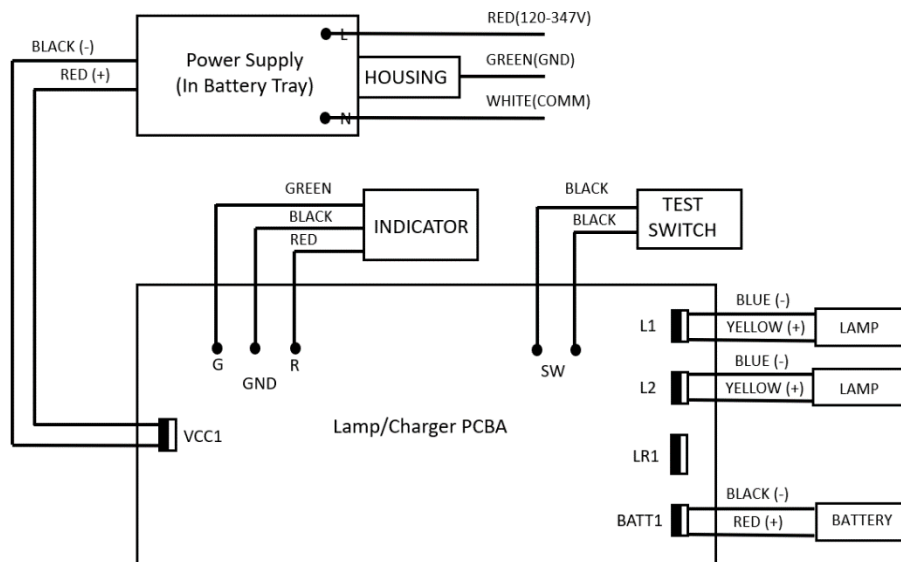 RED(120-347V)
L
BLACK (-)
Power Supply
(In Battery Tray)
RED (+)
HOUSING
GREEN(GND)
WHITE(COMM)
N
GREEN
BLACK
RED
INDICATOR
BLACK
BLACK
TEST
SWITCH
G
GND
R
SW
L1
BLUE (-)
YELLOW (+)
LAMP
L2
BLUE (-)
YELLOW (+)
LAMP
VCC1
Lamp/Charger PCBA
LR1
BATT1
BLACK (-)
RED (+)
BATTERY